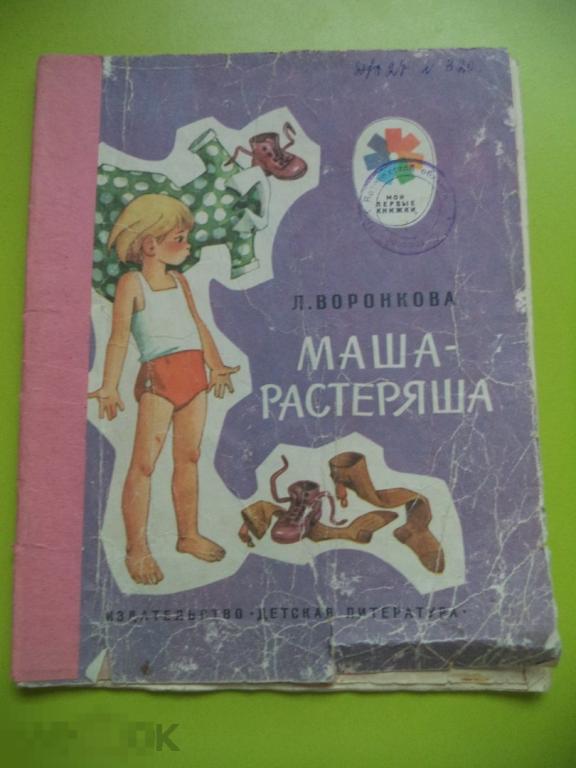 МОИ
ПЕРВЫЕ
КНИЖКИ
Л. ВОРОНКОВА
МАША-
РАСТЕРЯША
ИЗДАТЕЛЬСТВО · ДЕТСКАЯ ЛИТЕРАТУРА ·